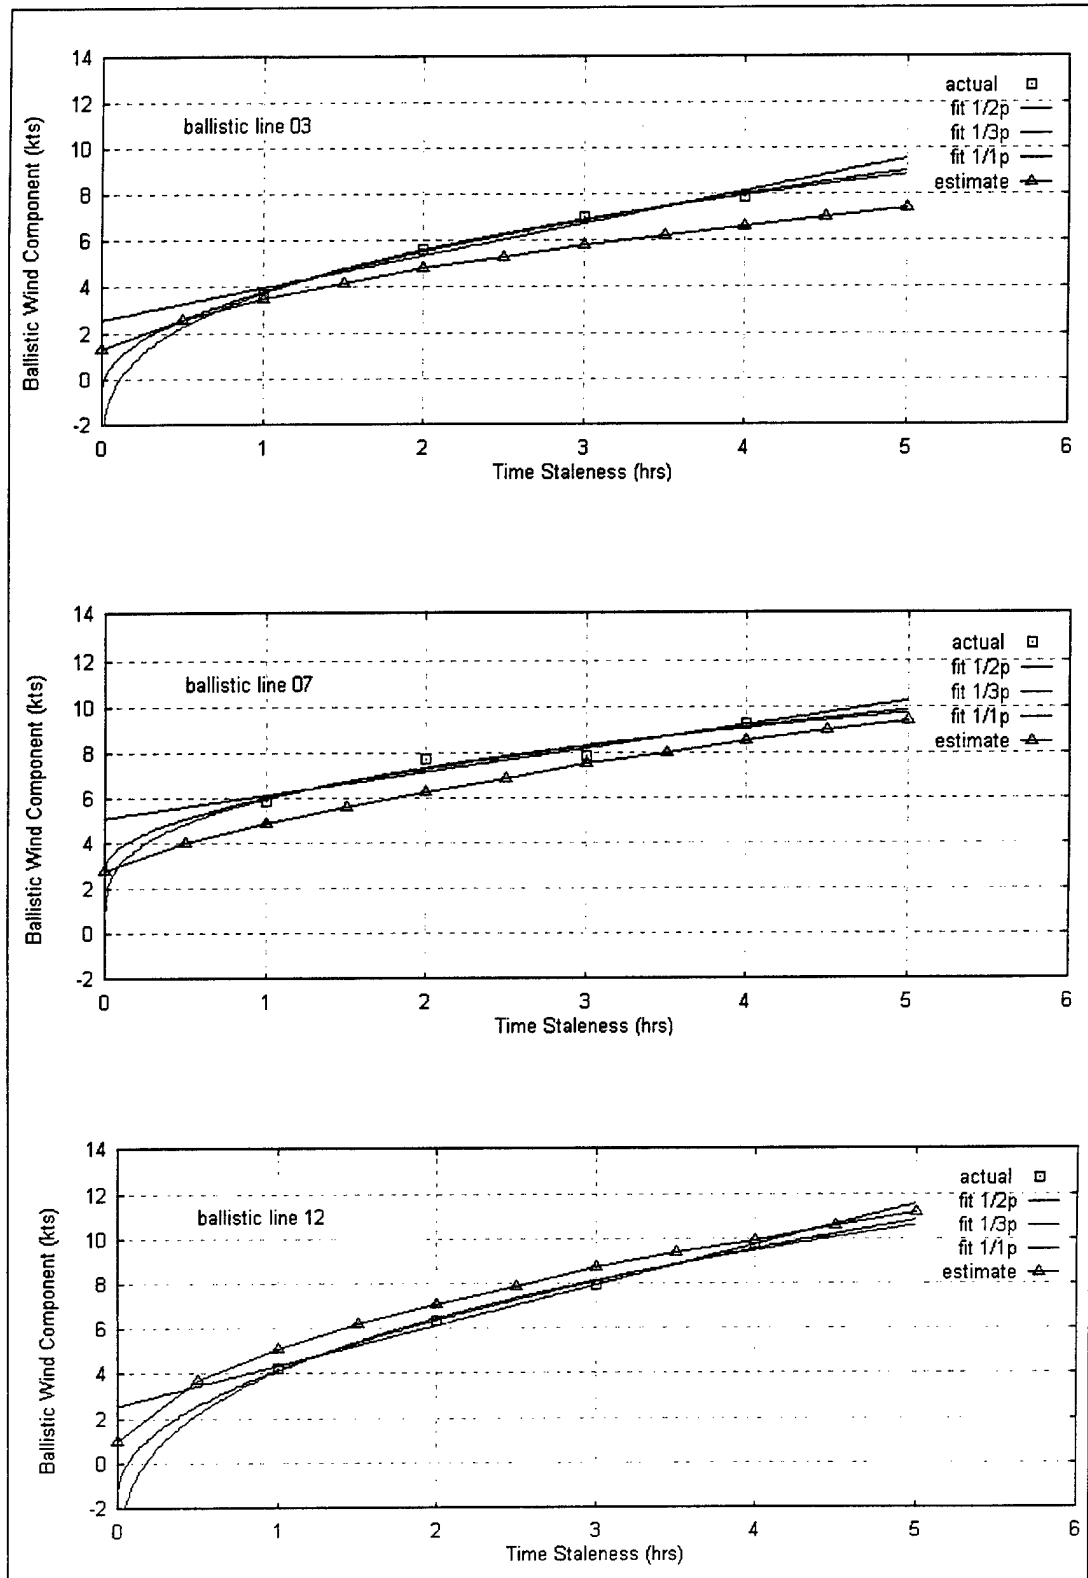 14
12
10
8
6
4
2
0
-2
Ballistic Wind Component (kts)
ballistic line 03
actual
fit 1/2p
fit 1/3p
fit 1/1p
estimate
0 1 2 3 4 5 6
Time Staleness (hrs)
14
12
10
8
6
4
2
0
-2
Ballistic Wind Component (kts)
ballistic line 07
actual
fit 1/2p
fit 1/3p
fit 1/1p
estimate
0 1 2 3 4 5 6
Time Staleness (hrs)
14
12
10
8
6
4
2
0
-2
Ballistic Wind Component (kts)
ballistic line 12
actual
fit 1/2p
fit 1/3p
fit 1/1p
estimate
0 1 2 3 4 5 6
Time Staleness (hrs)